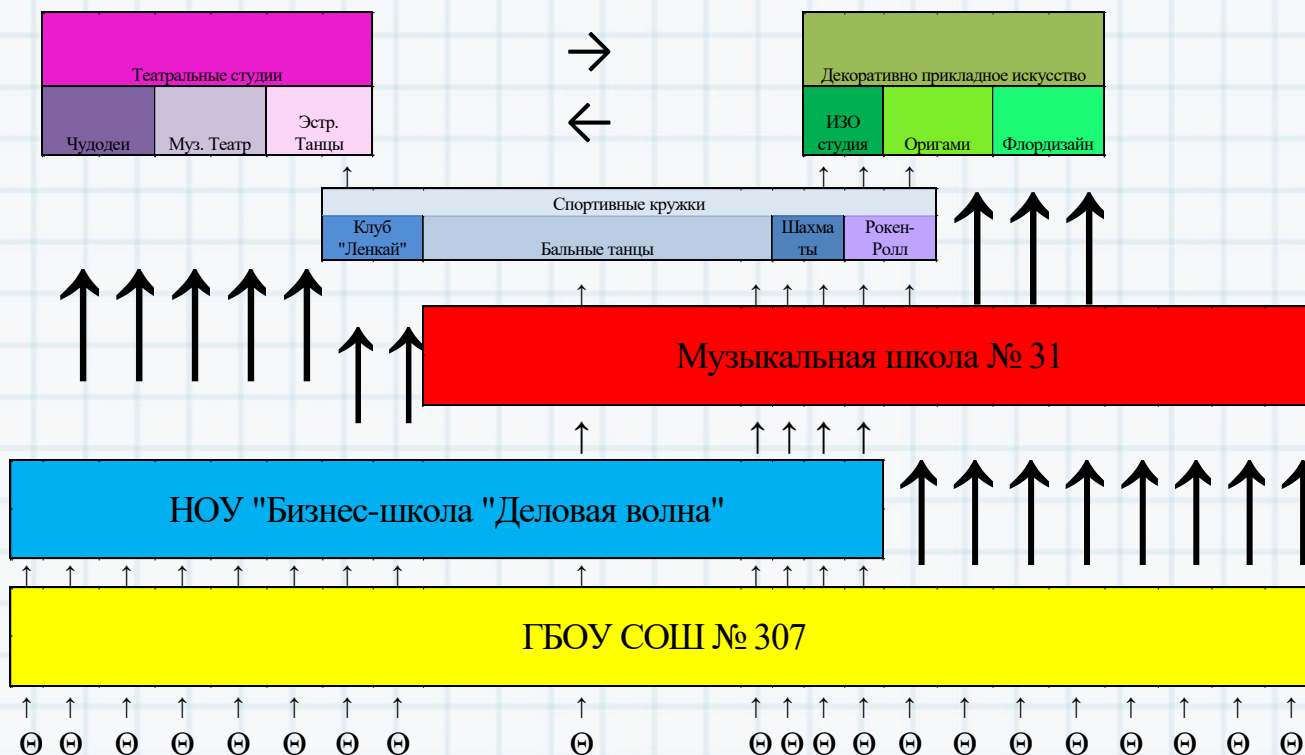 Театральные студии
Декоративно прикладное искусство
Чудодеи
Муз. Театр
Эстр.
Танцы
ИЗО
студия
Оригами
Флордизайн
Спортивные кружки
Клуб
"Ленкай"
Бальные танцы
Шахма
ты
Рокен-
Ролл
Музыкальная школа № 31
НОУ "Бизнес-школа "Деловая волна"
ГБОУ СОШ № 307
Θ Θ Θ Θ Θ Θ Θ Θ Θ Θ Θ Θ Θ Θ Θ Θ Θ Θ Θ Θ Θ